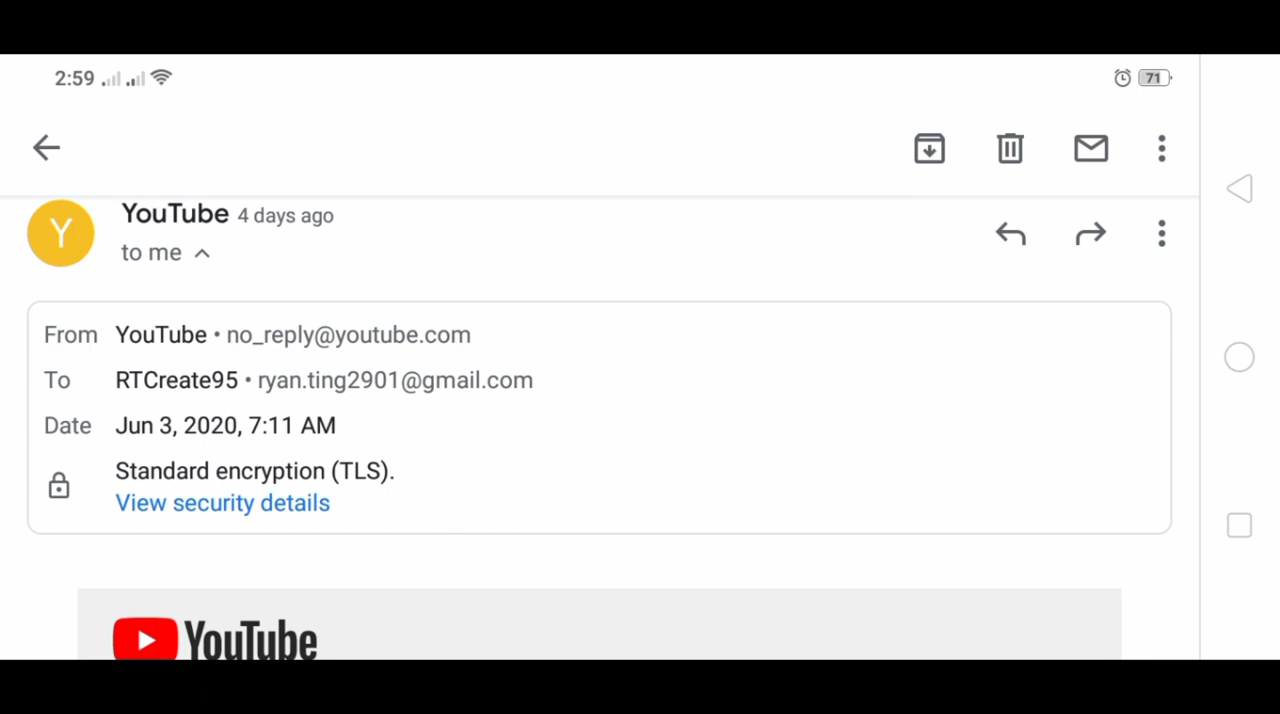 2:59
71
YouTube 4 days ago
Y
to me
From YouTube • no_reply@youtube.com
To RTCreate95 • ryan.ting2901@gmail.com
Date Jun 3, 2020, 7:11 AM
Standard encryption (TLS).
View security details
YouTube